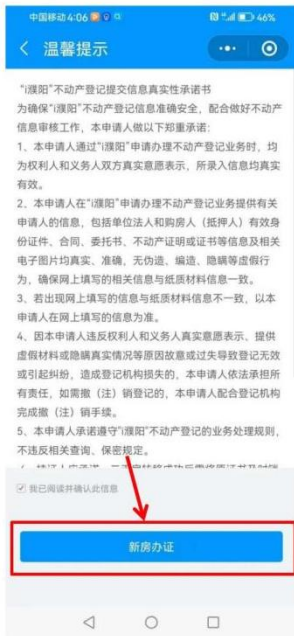 中国移动 4:06 46%
温馨提示
“i濮阳”不动产登记提交信息真实性承诺书
为确保“i濮阳”不动产登记信息准确安全，配合做好不动产
信息审核工作，本申请人做以下郑重承诺：
1、本申请人通过“i濮阳”申请办理不动产登记业务时，均
为权利人和义务人双方真实意愿表示，所录入信息均真实
有效。
2、本申请人在“i濮阳”申请办理不动产登记业务提供有关
申请人的信息，包括单位法人和购房人（抵押人）有效身
份证件、合同、委托书、不动产证明或证书等信息及相关
电子图片均真实、准确、无伪造、编造、隐瞒等虚假行
为，确保网上填写的相关信息与纸质材料信息一致。
3、若出现网上填写的信息与纸质材料信息不一致，以本
申请人在网上填写的信息为准。
4、因本申请人违反权利人和义务人真实意愿表示、提供
虚假材料或隐瞒真实情况等原因故意或过失导致登记无效
或引起纠纷，造成登记机构损失的，本申请人依法承担所
有责任，如需撤（注）销登记的，本申请人配合登记机构
完成撤（注）销手续。
5、本申请人承诺遵守“i濮阳”不动产登记的业务处理规则，
不违反相关查询、保密规定。
我已阅读并确认此信息
新房办证